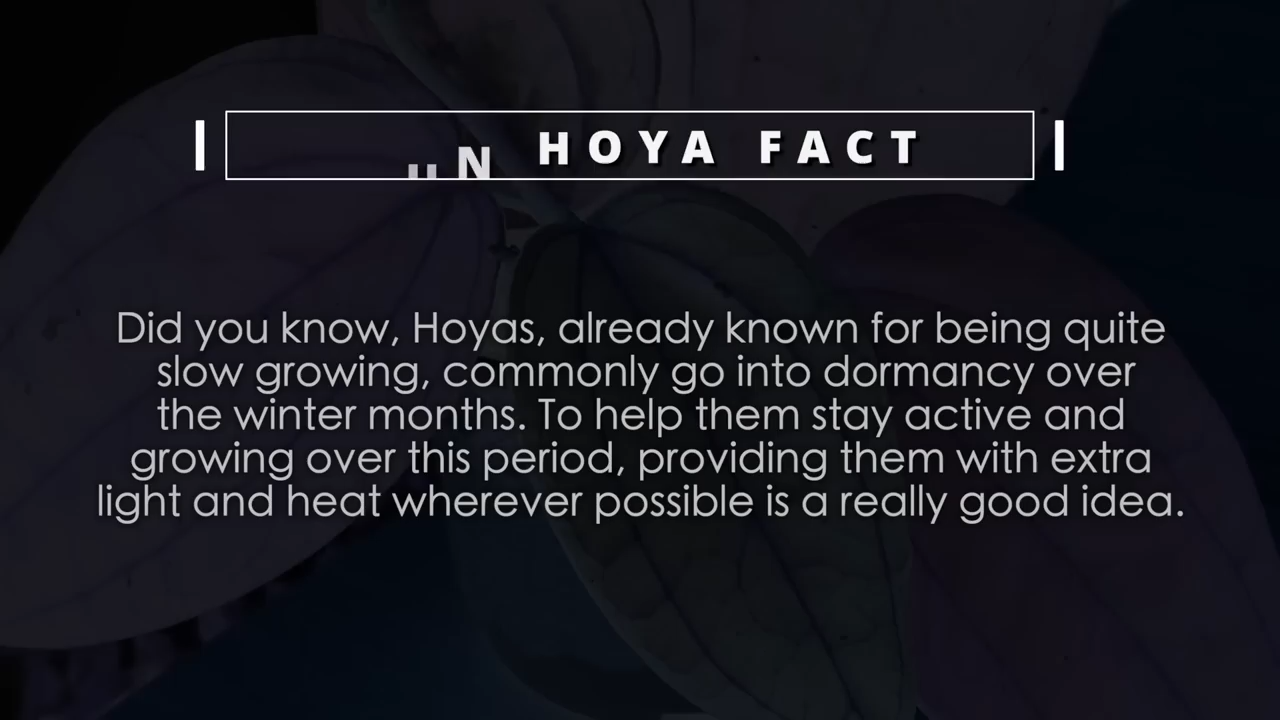 N HOYA FACT
Did you know, Hoyas, already known for being quite
slow growing, commonly go into dormancy over
the winter months. To help them stay active and
growing over this period, providing them with extra
light and heat wherever possible is a really good idea.